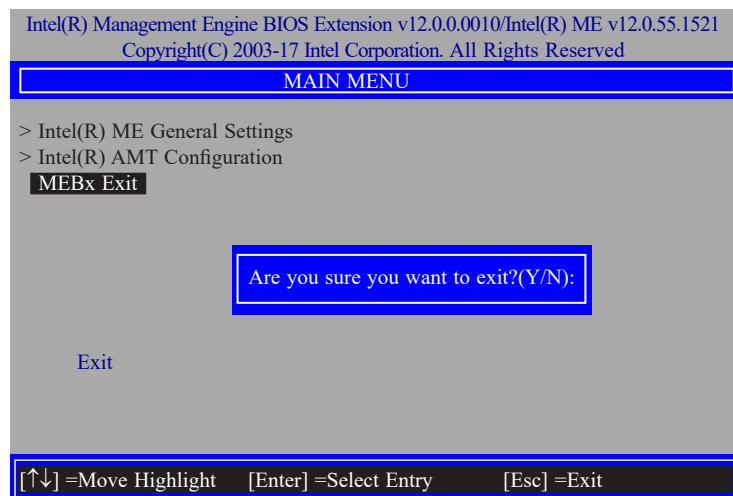 Intel(R) Management Engine BIOS Extension v12.0.0.0010/Intel(R) ME v12.0.55.1521
Copyright(C) 2003-17 Intel Corporation. All Rights Reserved
MAIN MENU
> Intel(R) ME General Settings
> Intel(R) AMT Configuration
MEBx Exit
Are you sure you want to exit?(Y/N):
Exit
[↑↓] =Move Highlight [Enter] =Select Entry [Esc] =Exit